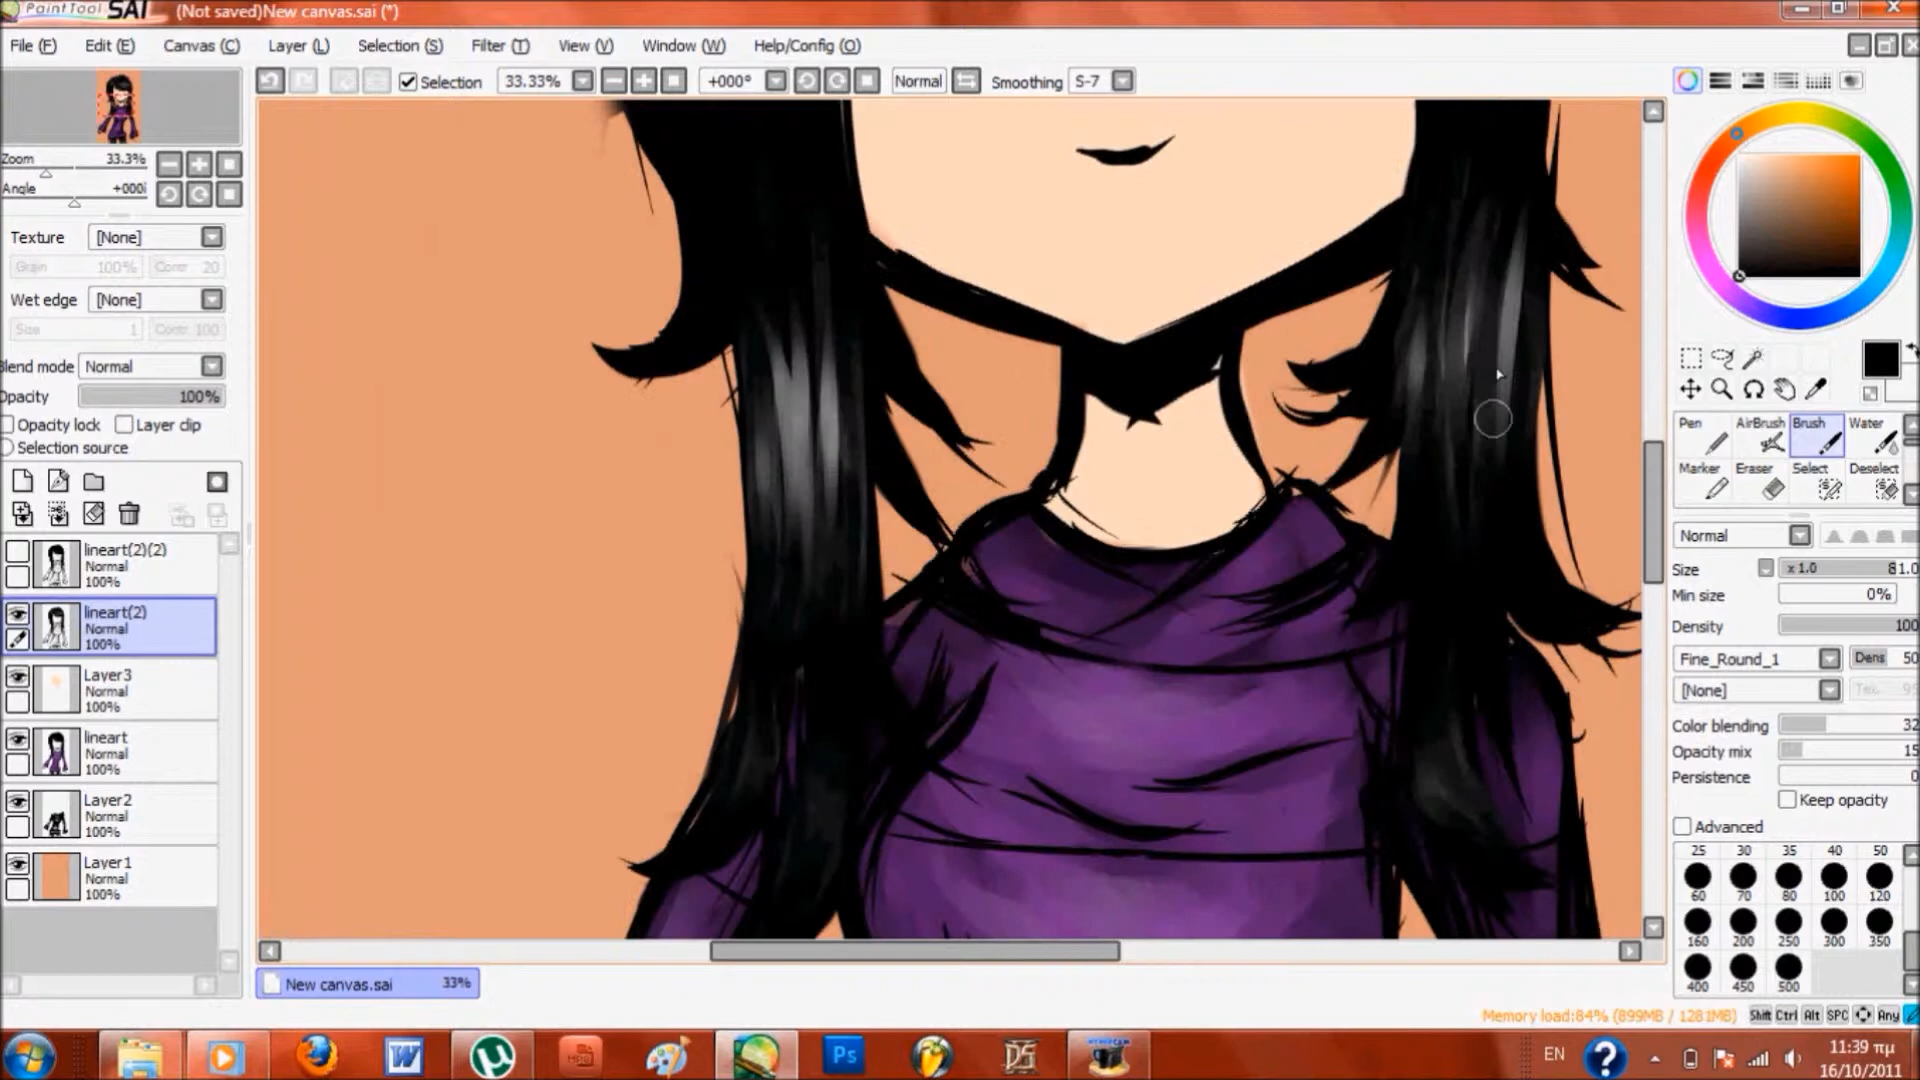 PaintTool SAI (Not saved)New canvas.sai (*)
File (F) Edit (E) Canvas (C) Layer (L) Selection (S) Filter (T) View (V) Window (W) Help/Config (O)
Selection 33.33% +000° Normal Smoothing S-7
Zoom 33.3%
Angle +000
Texture [None]
Grain 100% Contr 20
Wet edge [None]
Size 1 Contr 100
Blend mode Normal
Opacity 100%
Opacity lock Layer clip
Selection source
lineart(2)(2)
Normal
100%
lineart(2)
Normal
100%
Layer3
Normal
100%
lineart
Normal
100%
Layer2
Normal
100%
Layer1
Normal
100%
Pen AirBrush Brush Water
Marker Eraser Select Deselect
Normal
Size x 1.0 81.0
Min size 0%
Density 100
Fine_Round_1 Dens 50
[None]
Color blending 32
Opacity mix 15
Persistence 0
Keep opacity
Advanced
25 30 35 40 50
60 70 80 100 120
160 200 250 300 350
400 450 500
New canvas.sai 33%
Memory load:84% (899MB / 1281MB) Shift Ctrl Alt SPC Any
W µ Ps EN ? 11:39 πμ
16/10/2011